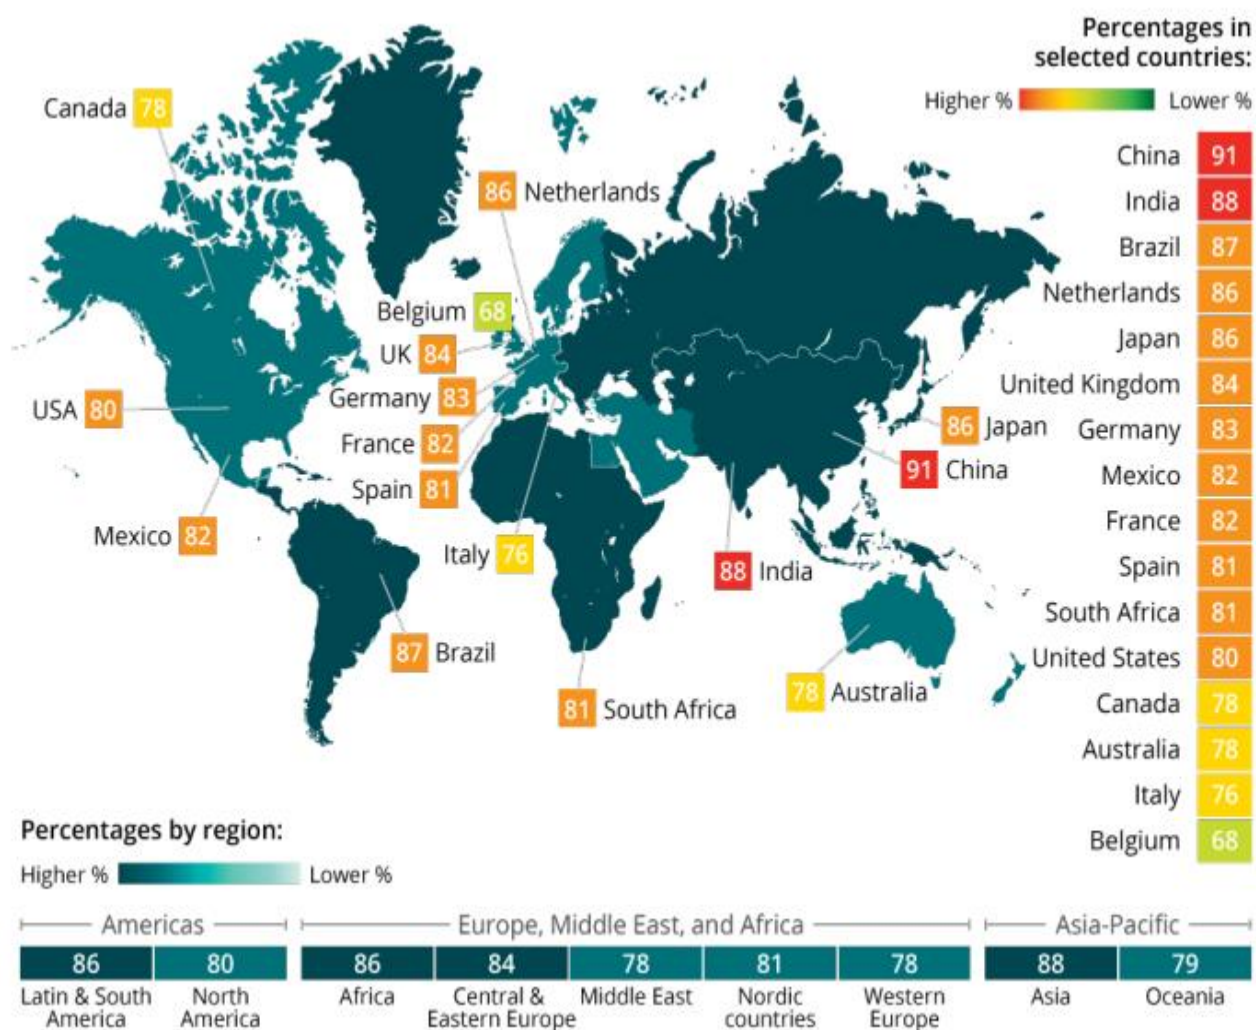 Percentages in
selected countries:
Higher % Lower %
Canada 78
86 Netherlands
Belgium 68
UK 84
Germany 83
USA 80
France 82
86 Japan
91 China
Spain 81
Mexico 82
Italy 76
88 India
87 Brazil
81 South Africa
78 Australia
China 91
India 88
Brazil 87
Netherlands 86
Japan 86
United Kingdom 84
Germany 83
Mexico 82
France 82
Spain 81
South Africa 81
United States 80
Canada 78
Australia 78
Italy 76
Belgium 68
Percentages by region:
Higher % Lower %
Americas Europe, Middle East, and Africa Asia-Pacific
86 80 86 84 78 81 78 88 79
Latin & South North Africa Central & Middle East Nordic Western Asia Oceania
America America Eastern Europe countries Europe